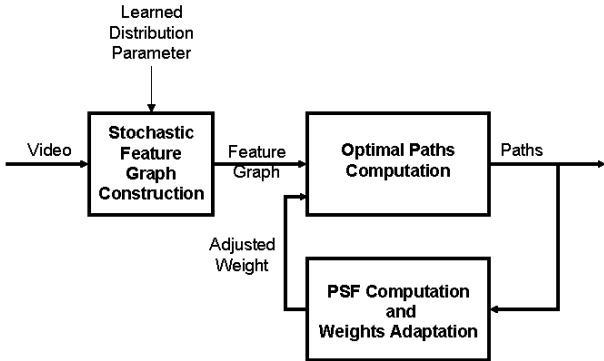 Learned
Distribution
Parameter
Video
Stochastic
Feature
Graph
Construction
Feature
Graph
Optimal Paths
Computation
Paths
Adjusted
Weight
PSF Computation
and
Weights Adaptation